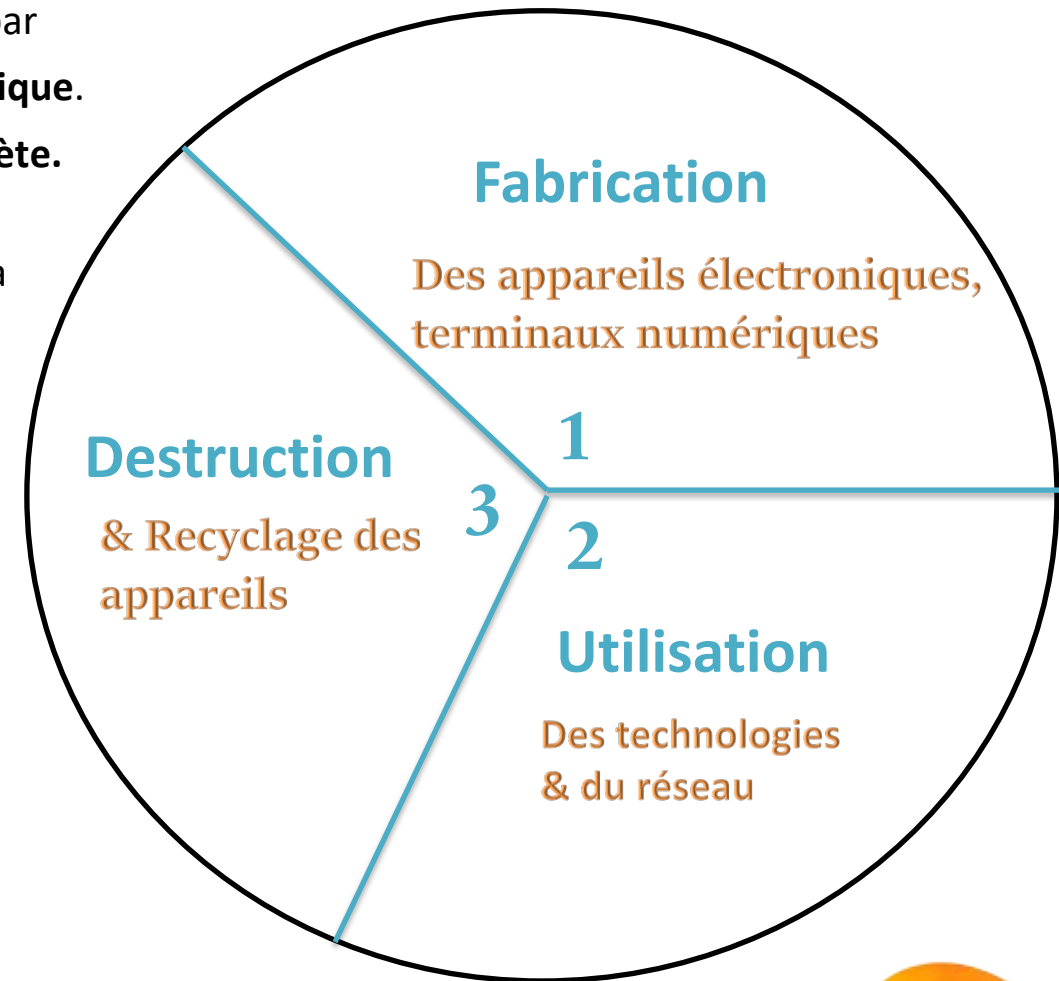 par
ique.
ète.
a
Fabrication
Des appareils électroniques,
terminaux numériques
1
Destruction
3
& Recyclage des
appareils
2
Utilisation
Des technologies
& du réseau